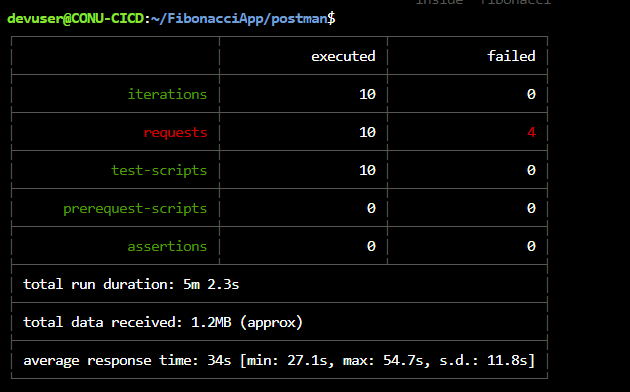 inside fibonacci
devuser@CONU-CICD:~/FibonacciApp/postman$
executed failed
iterations 10 0
requests 10 4
test-scripts 10 0
prerequest-scripts 0 0
assertions 0 0
total run duration: 5m 2.3s
total data received: 1.2MB (approx)
average response time: 34s [min: 27.1s, max: 54.7s, s.d.: 11.8s]